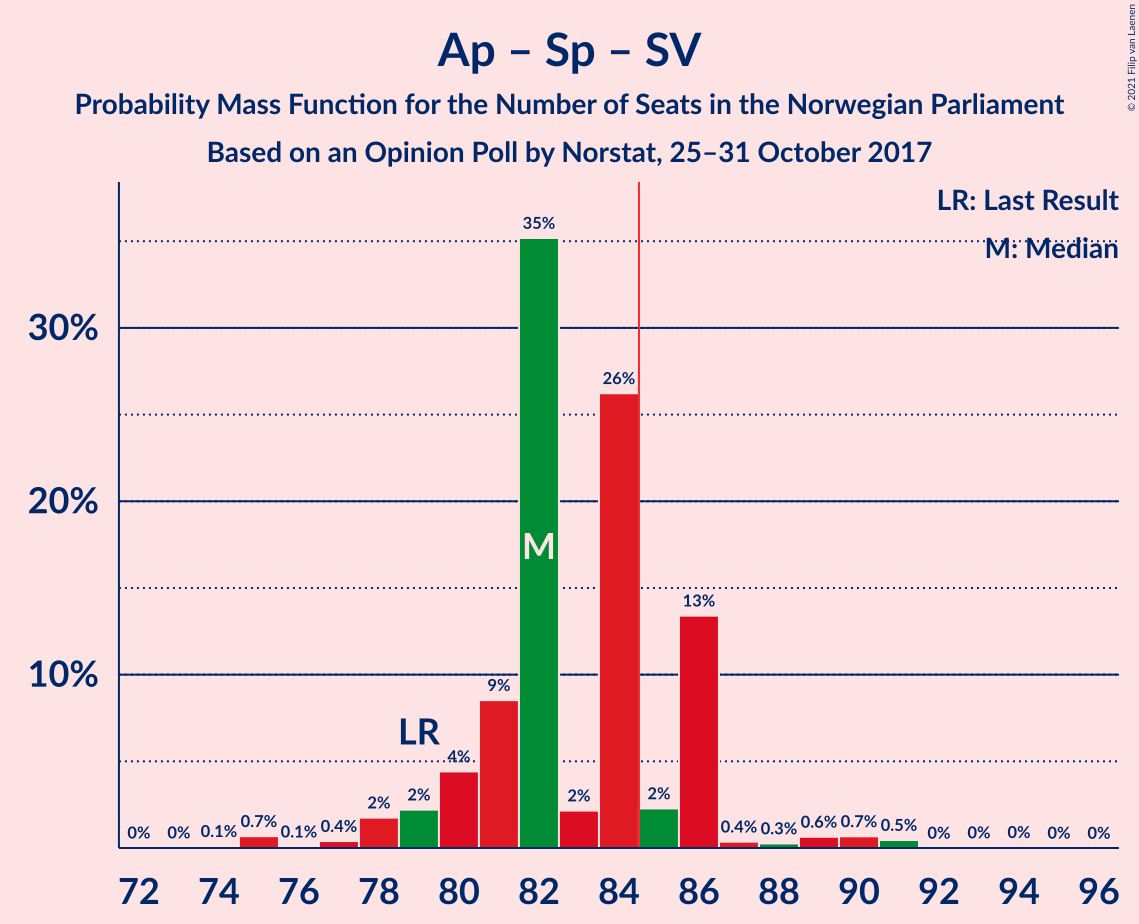 Ap – Sp – SV
Probability Mass Function for the Number of Seats in the Norwegian Parliament
Based on an Opinion Poll by Norstat, 25–31 October 2017
© 2021 Filip van Laenen
LR: Last Result
M: Median
30%
20%
10%
0% 0% 0.1% 0.7% 0.1% 0.4% 2% 2% 4% 9% 35% 2% 26% 2% 13% 0.4% 0.3% 0.6% 0.7% 0.5% 0% 0% 0% 0% 0%
LR
M
72 74 76 78 80 82 84 86 88 90 92 94 96